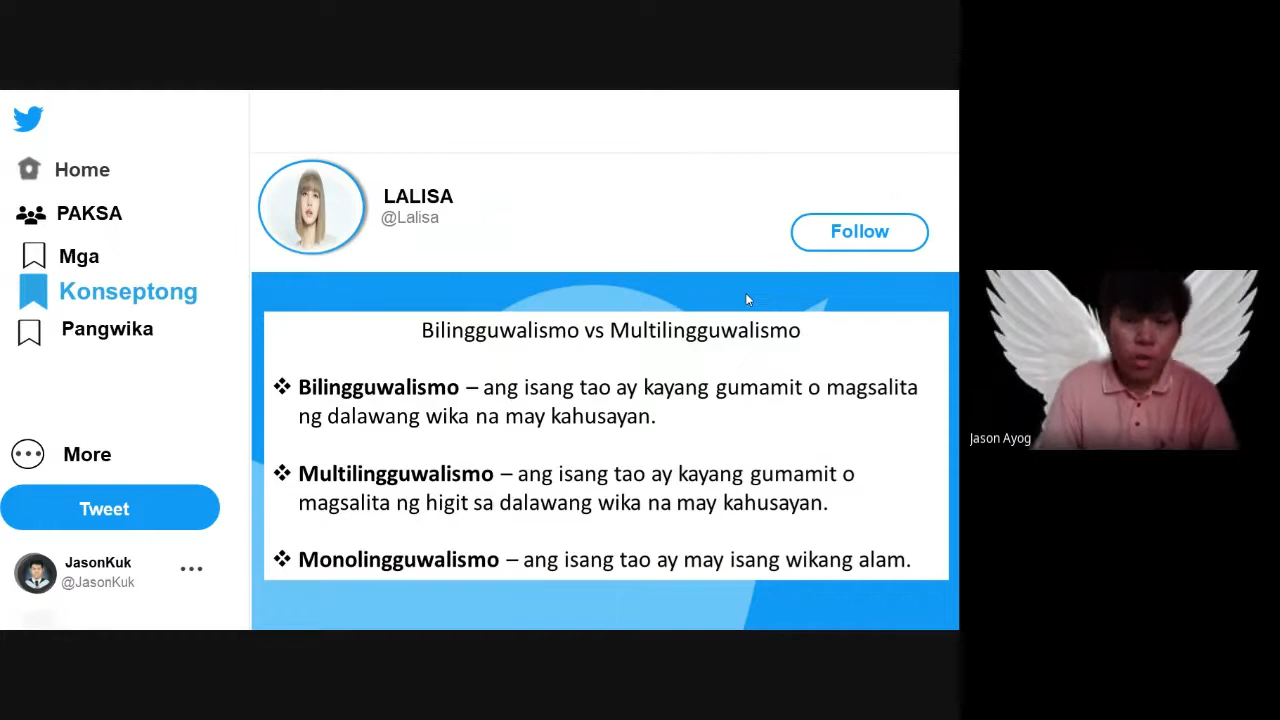 Home
PAKSA
Mga
Konseptong
Pangwika
More
Tweet
JasonKuk
@JasonKuk
LALISA
@Lalisa
Follow
Bilingguwalismo vs Multilingguwalismo
❖ Bilingguwalismo – ang isang tao ay kayang gumamit o magsalita
ng dalawang wika na may kahusayan.
❖ Multilingguwalismo – ang isang tao ay kayang gumamit o
magsalita ng higit sa dalawang wika na may kahusayan.
❖ Monolingguwalismo – ang isang tao ay may isang wikang alam.
Jason Ayog